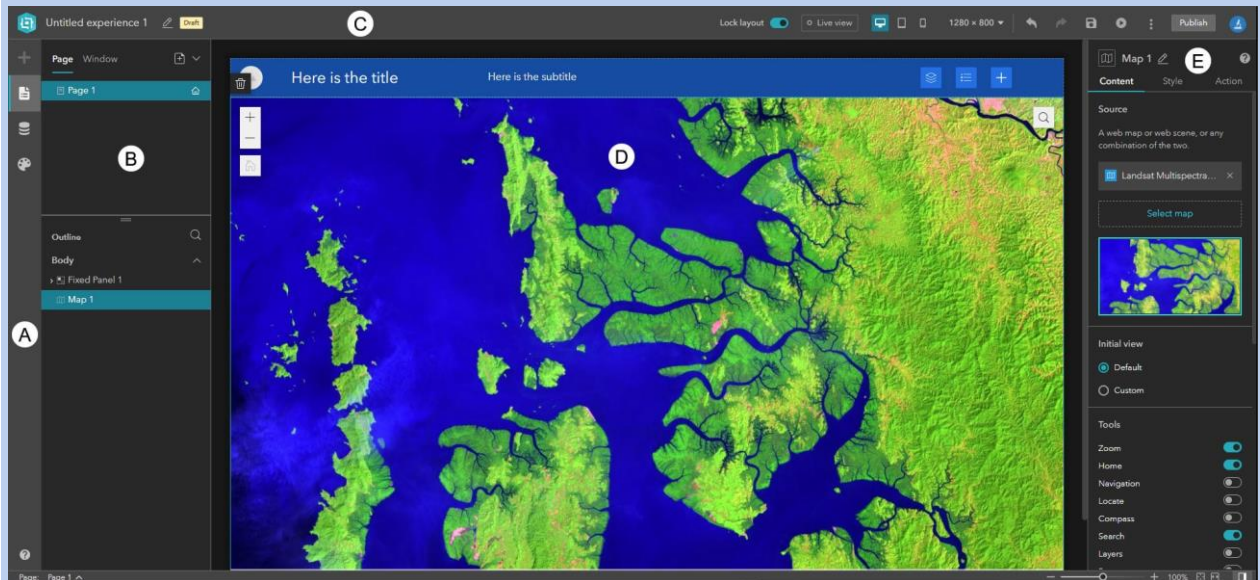 Untitled experience 1
Draft
C
Lock layout
Live view
1280 × 800
Publish
Page Window
Page 1
B
Outline
Body
Fixed Panel 1
Map 1
A
Here is the title
Here is the subtitle
D
Map 1
E
Content Style Action
Source
A web map or web scene, or any
combination of the two.
Landsat Multispectra...
Select map
Initial view
Default
Custom
Tools
Zoom
Home
Navigation
Locate
Compass
Search
Layers
Page: Page 1
100%